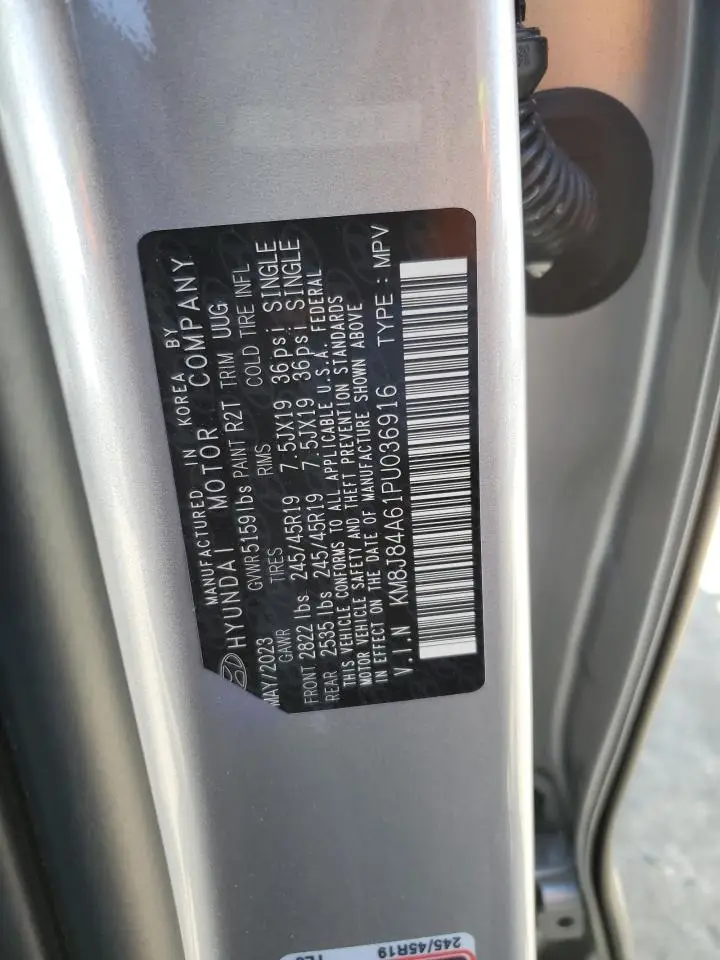 MANUFACTURED IN KOREA BY
HYUNDAI MOTOR COMPANY
MAY/2023 GVWR 5159 lbs PAINT R2T TRIM UUG
GAWR TIRES RIMS COLD TIRE INFL
FRONT 2822 lbs 245/45R19 7.5JX19 36psi SINGLE
REAR 2535 lbs 245/45R19 7.5JX19 36psi SINGLE
THIS VEHICLE CONFORMS TO ALL APPLICABLE U.S.A. FEDERAL
MOTOR VEHICLE SAFETY AND THEFT PREVENTION STANDARDS
IN EFFECT ON THE DATE OF MANUFACTURE SHOWN ABOVE
V.I.N KM8J84A61PU036916 TYPE : MPV
245/45R19